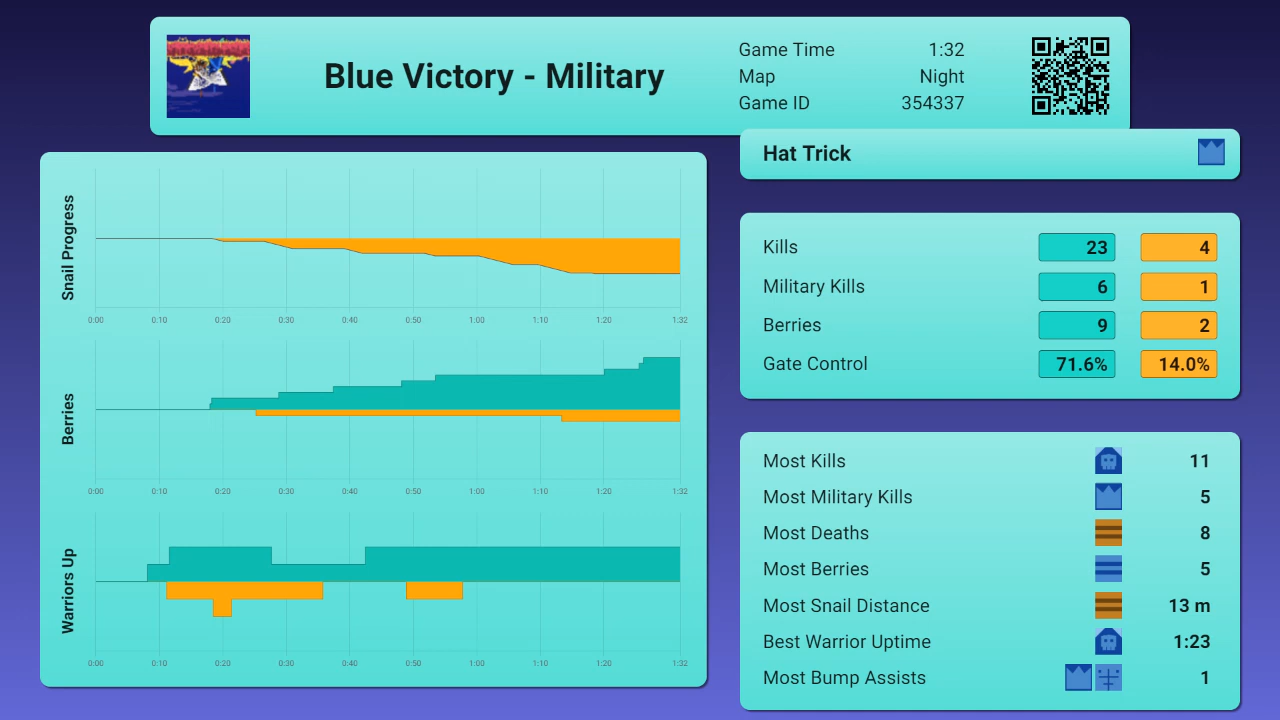 Blue Victory - Military
Game Time 1:32
Map Night
Game ID 354337
Hat Trick
Snail Progress
0:00 0:10 0:20 0:30 0:40 0:50 1:00 1:10 1:20 1:32
Berries
0:00 0:10 0:20 0:30 0:40 0:50 1:00 1:10 1:20 1:32
Warriors Up
0:00 0:10 0:20 0:30 0:40 0:50 1:00 1:10 1:20 1:32
Kills 23 4
Military Kills 6 1
Berries 9 2
Gate Control 71.6% 14.0%
Most Kills 11
Most Military Kills 5
Most Deaths 8
Most Berries 5
Most Snail Distance 13 m
Best Warrior Uptime 1:23
Most Bump Assists 1